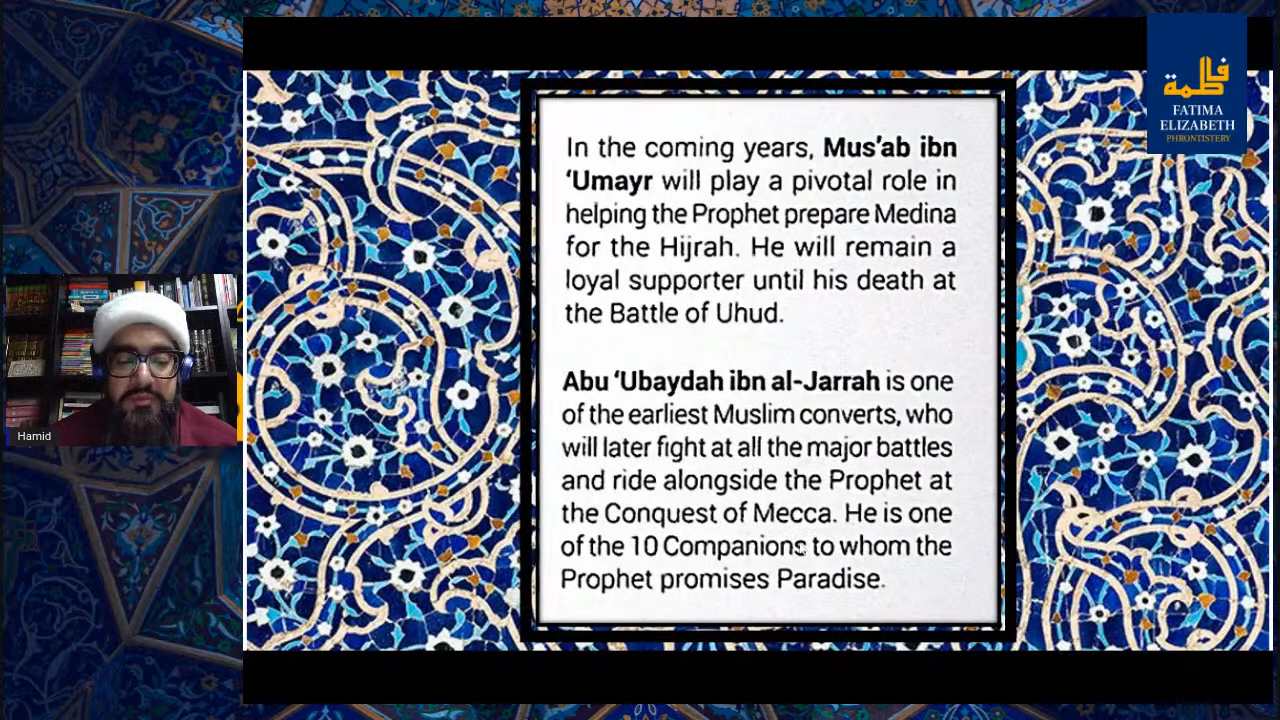 فاطمة
FATIMA
ELIZABETH
PHRONTISTERY
In the coming years, Mus'ab ibn
‘Umayr will play a pivotal role in
helping the Prophet prepare Medina
for the Hijrah. He will remain a
loyal supporter until his death at
the Battle of Uhud.
Abu ‘Ubaydah ibn al-Jarrah is one
of the earliest Muslim converts, who
will later fight at all the major battles
and ride alongside the Prophet at
the Conquest of Mecca. He is one
of the 10 Companions to whom the
Prophet promises Paradise.
Hamid